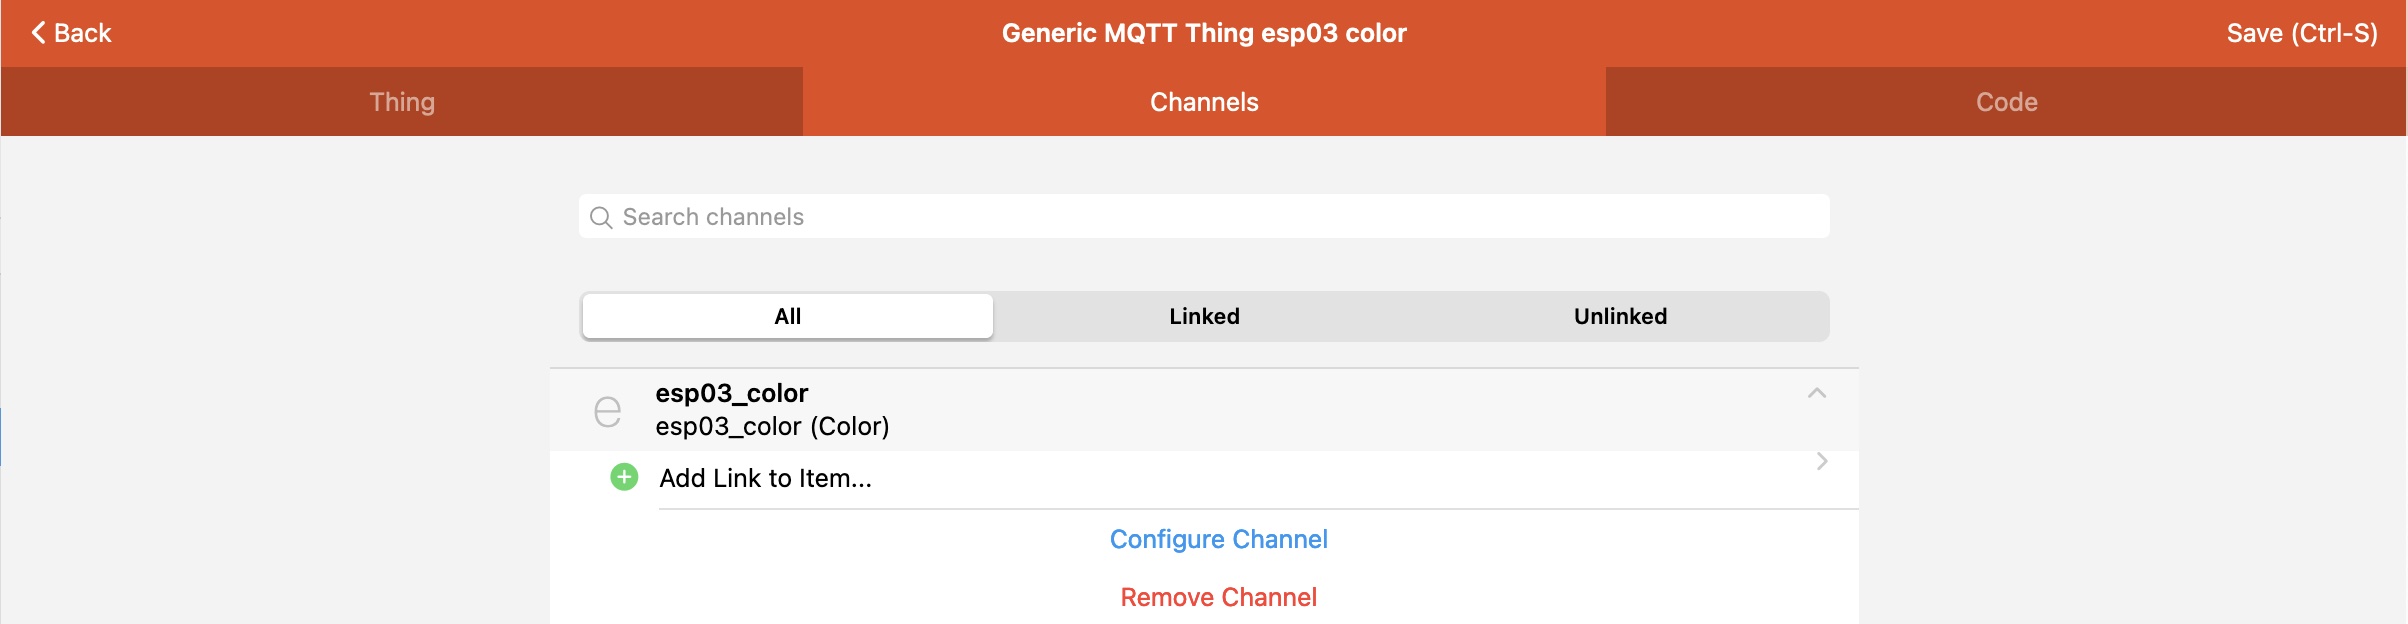 Back
Generic MQTT Thing esp03 color
Save (Ctrl-S)
Thing
Channels
Code
Search channels
All
Linked
Unlinked
e
esp03_color
esp03_color (Color)
Add Link to Item...
Configure Channel
Remove Channel